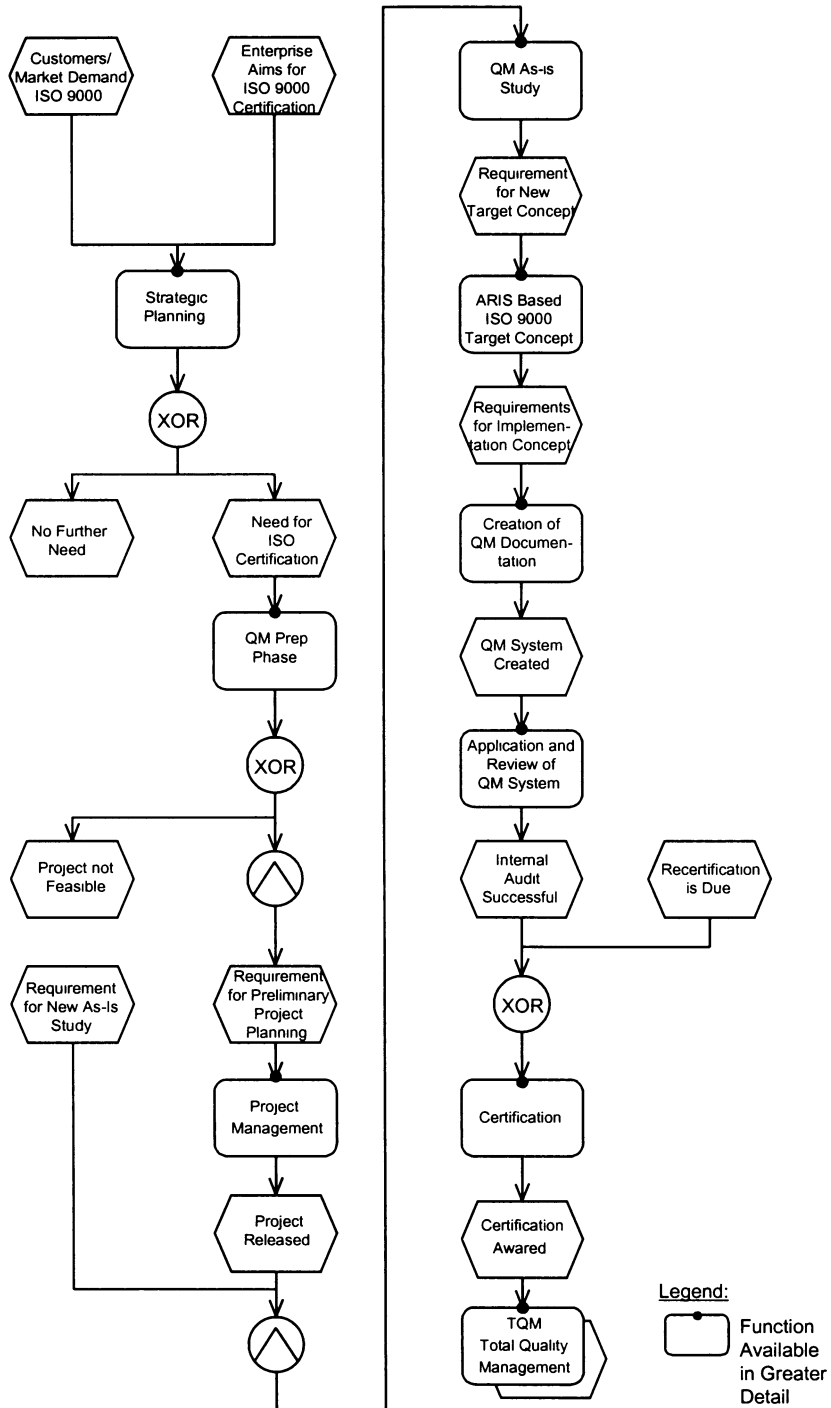 Customers/
Market Demand
ISO 9000
Enterprise
Aims for
ISO 9000
Certification
Strategic
Planning
XOR
No Further
Need
Need for
ISO
Certification
QM Prep
Phase
XOR
Project not
Feasible
Requirement
for New As-Is
Study
Requirement
for Preliminary
Project
Planning
Project
Management
Project
Released
QM As-is
Study
Requirement
for New
Target Concept
ARIS Based
ISO 9000
Target Concept
Requirements
for Implemen-
tation Concept
Creation of
QM Documen-
tation
QM System
Created
Application and
Review of
QM System
Internal
Audit
Successful
Recertification
is Due
XOR
Certification
Certification
Awared
TQM
Total Quality
Management
Legend:
Function
Available
in Greater
Detail